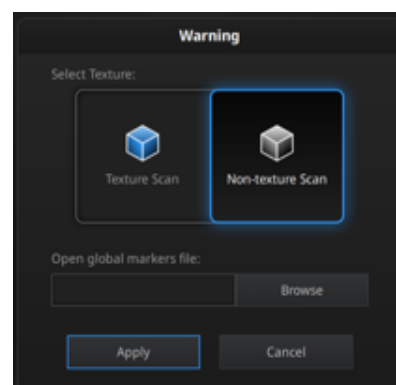 Warning
Select Texture:
Texture Scan
Non-texture Scan
Open global markers file:
Browse
Apply
Cancel